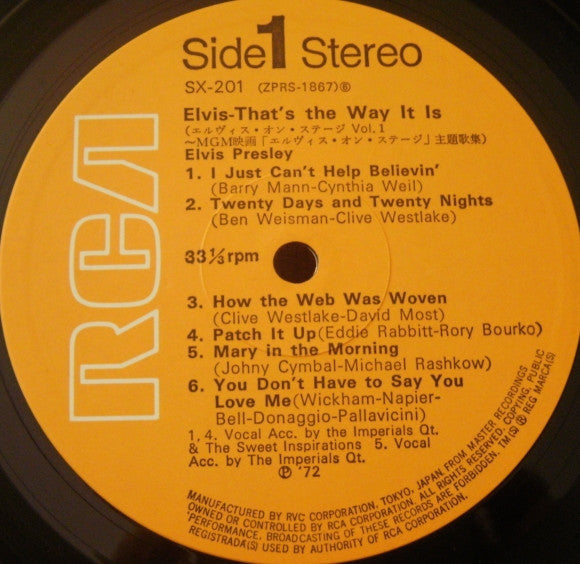 RCA
Side 1 Stereo
SX-201 (ZPRS-1867)Ⓑ
Elvis-That's the Way It Is
(エルヴィス・オン・ステージ Vol.1
～MGM映画「エルヴィス・オン・ステージ」主題歌集)
Elvis Presley
1. I Just Can't Help Believin'
(Barry Mann-Cynthia Weil)
2. Twenty Days and Twenty Nights
(Ben Weisman-Clive Westlake)
33⅓rpm
3. How the Web Was Woven
(Clive Westlake-David Most)
4. Patch It Up(Eddie Rabbitt-Rory Bourko)
5. Mary in the Morning
(Johny Cymbal-Michael Rashkow)
6. You Don't Have to Say You
Love Me(Wickham-Napier-
Bell-Donaggio-Pallavicini)
1, 4. Vocal Acc. by the Imperials Qt.
& The Sweet Inspirations 5. Vocal
Acc. by The Imperials Qt.
Ⓟ '72
MANUFACTURED BY RVC CORPORATION, TOKYO, JAPAN, FROM MASTER RECORDINGS
OWNED OR CONTROLLED BY RCA CORPORATION. ALL RIGHTS RESERVED, COPYING, PUBLIC
PERFORMANCE, BROADCASTING OF THESE RECORDS ARE FORBIDDEN. TM(S) Ⓡ REG MARCA(S)
REGISTRADA(S) USED BY AUTHORITY OF RCA CORPORATION.